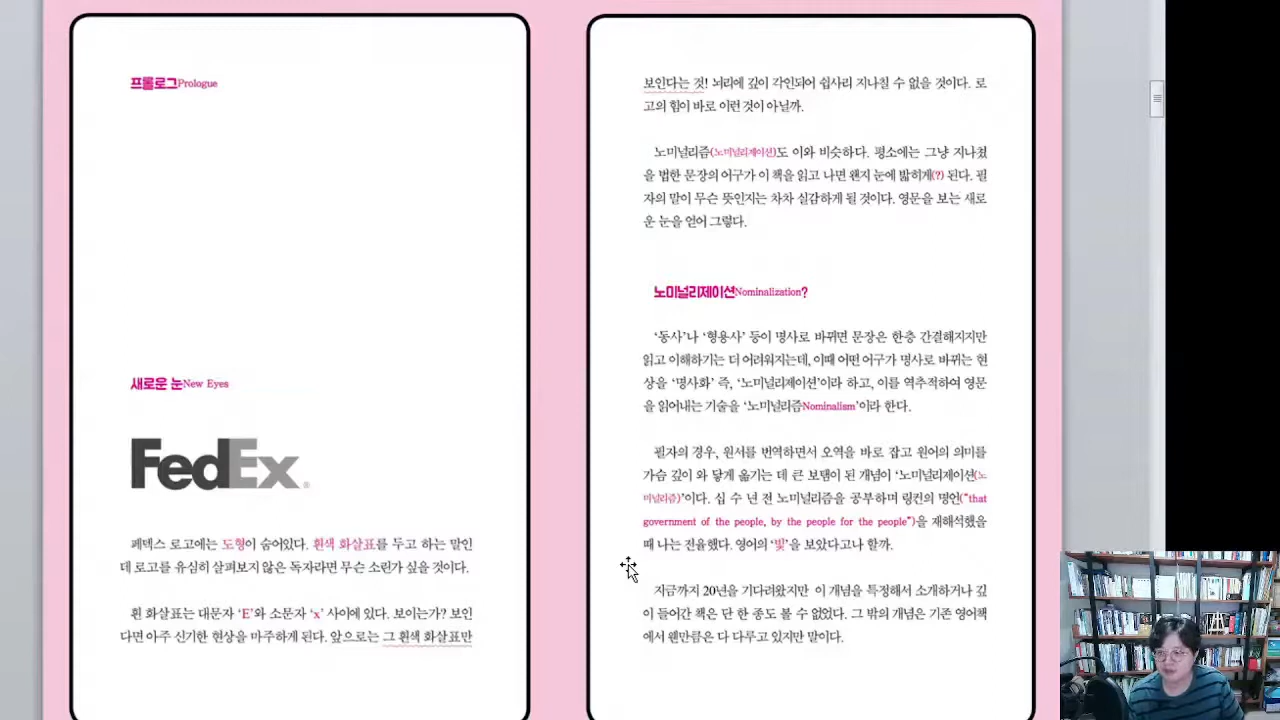 프롤로그Prologue
새로운 눈New Eyes
FedEx®
페덱스 로고에는 도형이 숨어있다. 흰색 화살표를 두고 하는 말인
데 로고를 유심히 살펴보지 않은 독자라면 무슨 소린가 싶을 것이다.
흰 화살표는 대문자 ‘E’와 소문자 ‘x’ 사이에 있다. 보이는가? 보인
다면 아주 신기한 현상을 마주하게 된다. 앞으로는 그 흰색 화살표만
보인다는 것! 뇌리에 깊이 각인되어 쉽사리 지나칠 수 없을 것이다. 로
고의 힘이 바로 이런 것이 아닐까.
노미널리즘(노미널리제이션)도 이와 비슷하다. 평소에는 그냥 지나쳤
을 법한 문장의 어구가 이 책을 읽고 나면 왠지 눈에 밟히게(?) 된다. 필
자의 말이 무슨 뜻인지는 차차 실감하게 될 것이다. 영문을 보는 새로
운 눈을 얻어 그렇다.
노미널리제이션Nominalization?
‘동사’나 ‘형용사’ 등이 명사로 바뀌면 문장은 한층 간결해지지만
읽고 이해하기는 더 어려워지는데, 이때 어떤 어구가 명사로 바뀌는 현
상을 ‘명사화’ 즉, ‘노미널리제이션’이라 하고, 이를 역추적하여 영문
을 읽어내는 기술을 ‘노미널리즘Nominalism’이라 한다.
필자의 경우, 원서를 번역하면서 오역을 바로 잡고 원어의 의미를
가슴 깊이 와 닿게 옮기는 데 큰 보탬이 된 개념이 ‘노미널리제이션(노
미널리즘)’이다. 십 수 년 전 노미널리즘을 공부하며 링컨의 명언(“that
government of the people, by the people for the people”)을 재해석했을
때 나는 전율했다. 영어의 ‘빛’을 보았다고나 할까.
지금까지 20년을 기다려왔지만 이 개념을 특정해서 소개하거나 깊
이 들어간 책은 단 한 종도 볼 수 없었다. 그 밖의 개념은 기존 영어책
에서 웬만큼은 다 다루고 있지만 말이다.